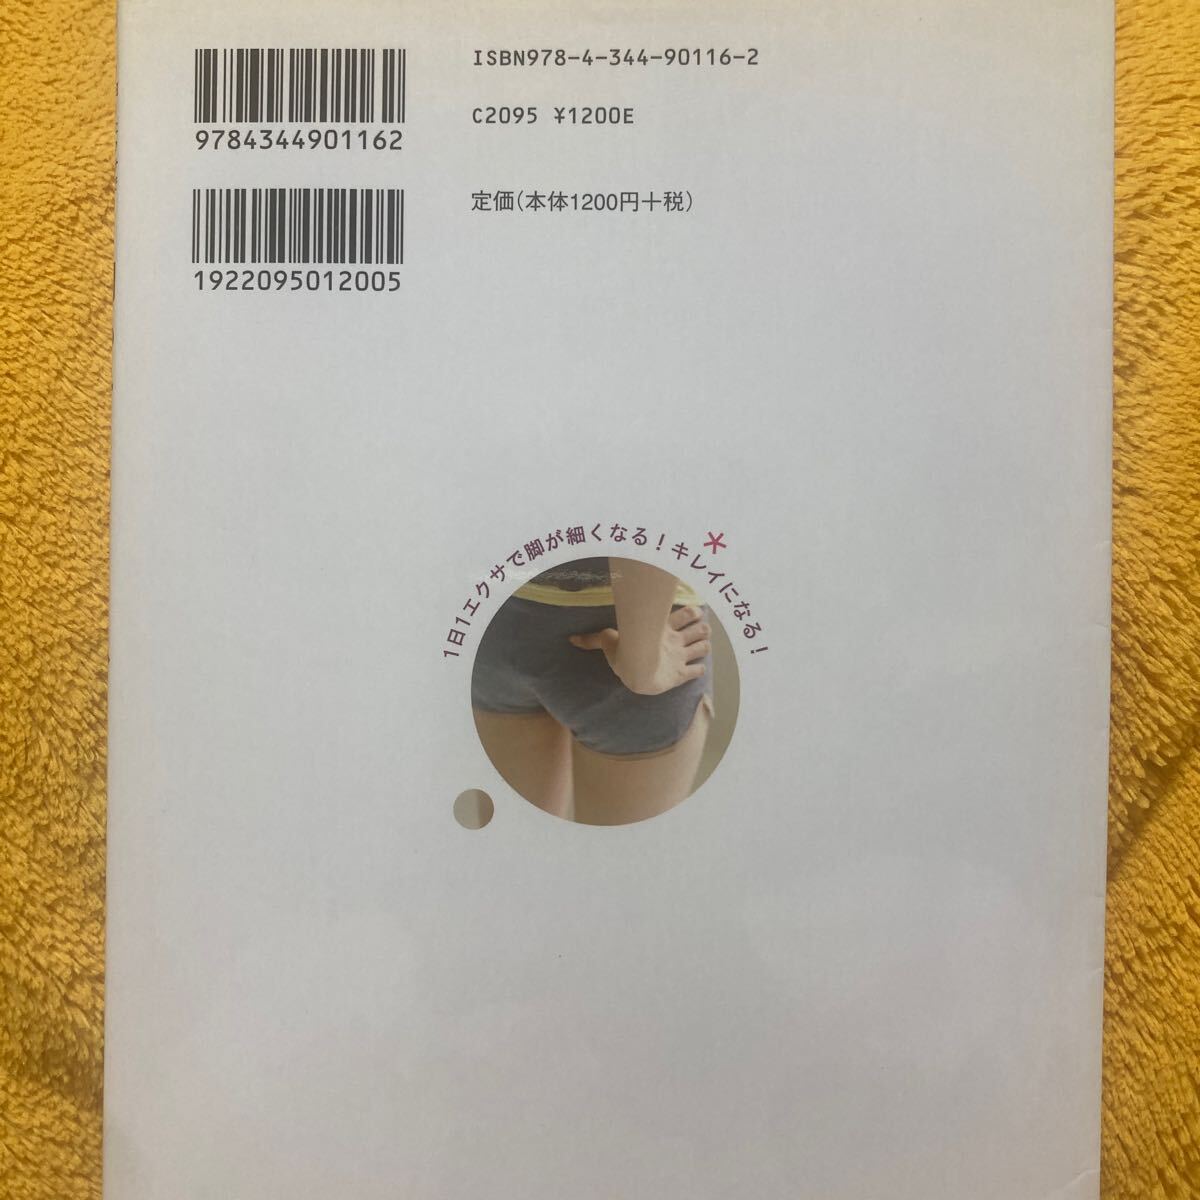 ISBN978-4-344-90116-2
9784344901162
C2095 ¥1200E
定価(本体1200円+税)
1922095012005
1日1エクサで脚が細くなる!キレイになる!